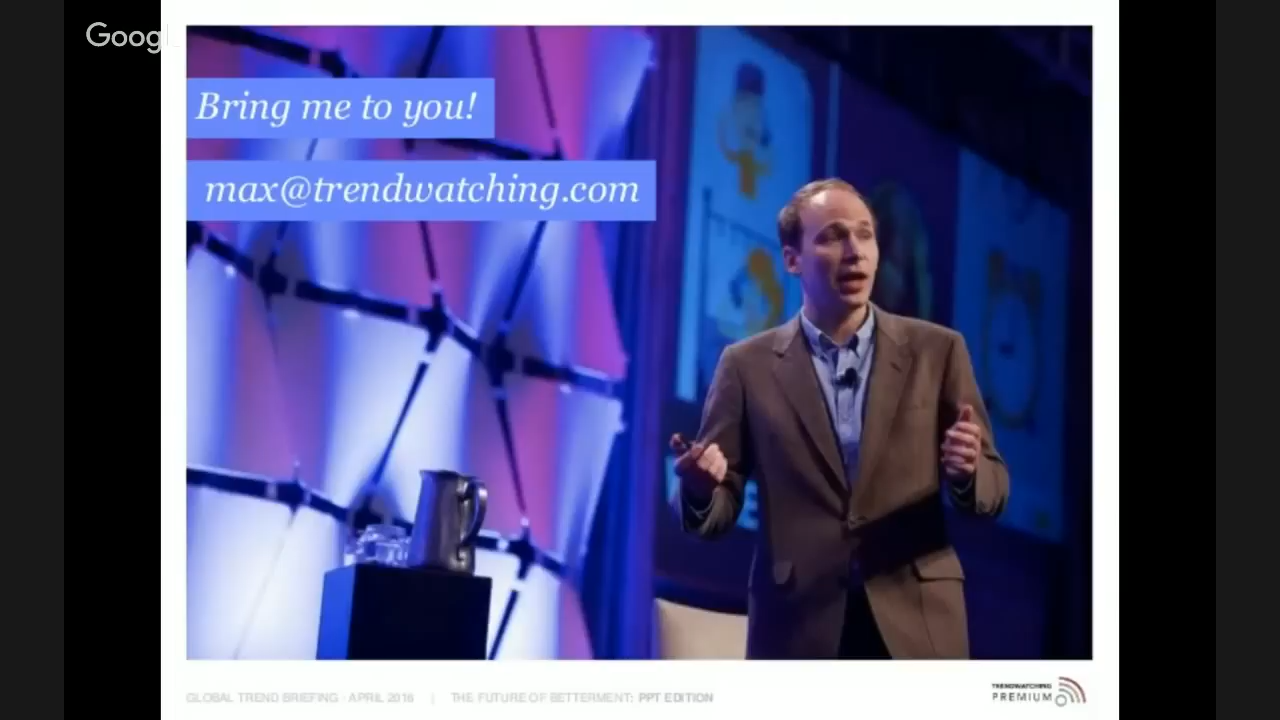 Google
Bring me to you!
max@trendwatching.com
GLOBAL TREND BRIEFING · APRIL 2016 | THE FUTURE OF BETTERMENT: PPT EDITION
TRENDWATCHING
PREMIUM